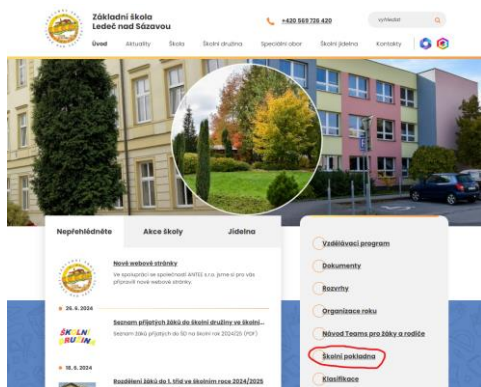 Základní škola
Ledeč nad Sázavou
+420 569 726 420
vyhledat
Úvod
Aktuality
Škola
Školní družina
Speciální obor
Školní jídelna
Kontakty
Nepřehlédněte
Akce školy
Jídelna
Nové webové stránky
Ve spolupráci se společností ANTEE s.r.o. jsme si pro vás
připravili nové webové stránky.
26. 6. 2024
ŠKOLNÍ
DRUŽINA
Seznam přijatých žáků do školní družiny ve školní...
Seznam žáků přijatých do ŠD na školní rok 2024/25 (PDF)
18. 6. 2024
Rozdělení žáků do 1. tříd ve školním roce 2024/2025
Vzdělávací program
Dokumenty
Rozvrhy
Organizace roku
Návod Teams pro žáky a rodiče
Školní pokladna
Klasifikace